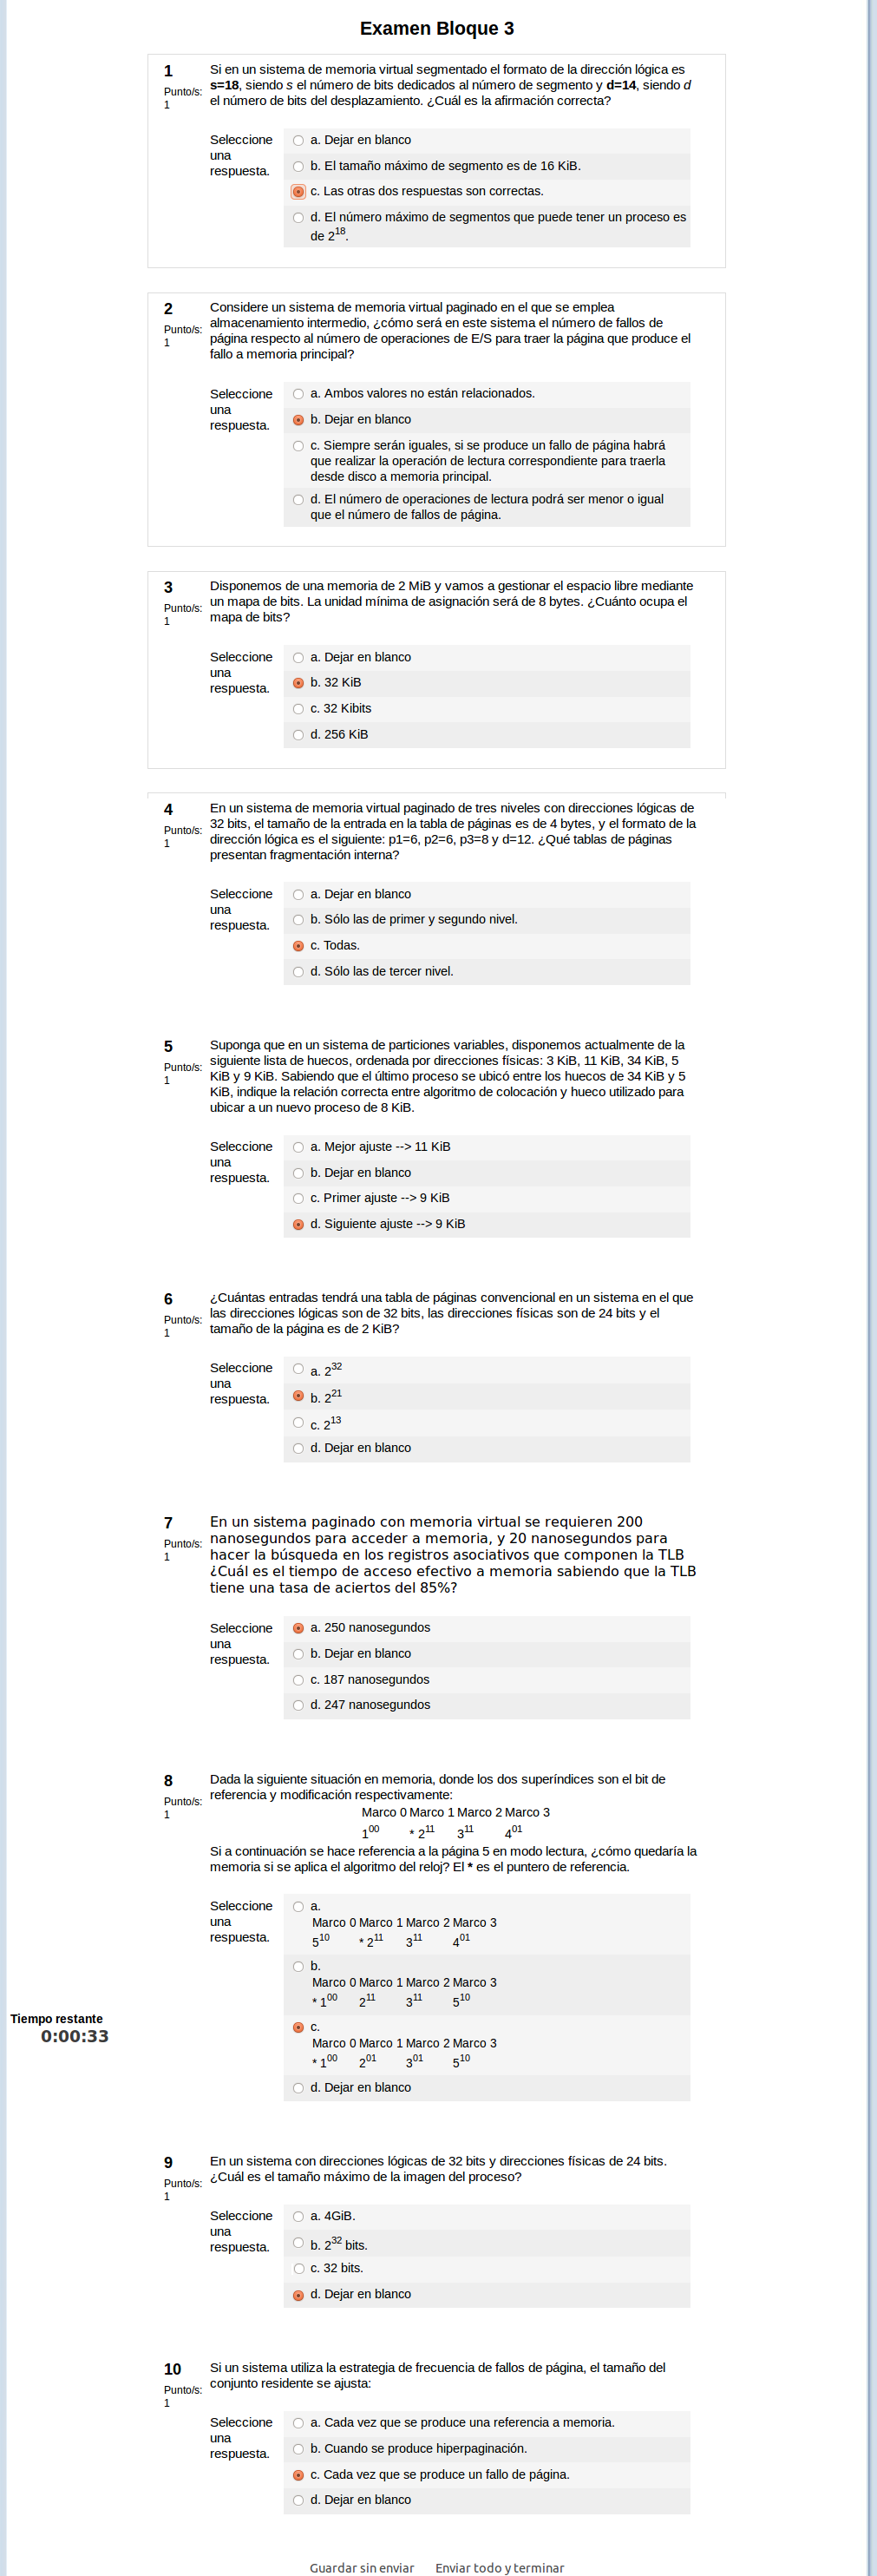 Examen Bloque 3
1
Punto/s:
1
Si en un sistema de memoria virtual segmentado el formato de la dirección lógica es
s=18, siendo s el número de bits dedicados al número de segmento y d=14, siendo d
el número de bits del desplazamiento. ¿Cuál es la afirmación correcta?
Seleccione
una
respuesta.
a. Dejar en blanco
b. El tamaño máximo de segmento es de 16 KiB.
c. Las otras dos respuestas son correctas.
d. El número máximo de segmentos que puede tener un proceso es
de 2^18.
2
Punto/s:
1
Considere un sistema de memoria virtual paginado en el que se emplea
almacenamiento intermedio, ¿cómo será en este sistema el número de fallos de
página respecto al número de operaciones de E/S para traer la página que produce el
fallo a memoria principal?
Seleccione
una
respuesta.
a. Ambos valores no están relacionados.
b. Dejar en blanco
c. Siempre serán iguales, si se produce un fallo de página habrá
que realizar la operación de lectura correspondiente para traerla
desde disco a memoria principal.
d. El número de operaciones de lectura podrá ser menor o igual
que el número de fallos de página.
3
Punto/s:
1
Disponemos de una memoria de 2 MiB y vamos a gestionar el espacio libre mediante
un mapa de bits. La unidad mínima de asignación será de 8 bytes. ¿Cuánto ocupa el
mapa de bits?
Seleccione
una
respuesta.
a. Dejar en blanco
b. 32 KiB
c. 32 Kibits
d. 256 KiB
4
Punto/s:
1
En un sistema de memoria virtual paginado de tres niveles con direcciones lógicas de
32 bits, el tamaño de la entrada en la tabla de páginas es de 4 bytes, y el formato de la
dirección lógica es el siguiente: p1=6, p2=6, p3=8 y d=12. ¿Qué tablas de páginas
presentan fragmentación interna?
Seleccione
una
respuesta.
a. Dejar en blanco
b. Sólo las de primer y segundo nivel.
c. Todas.
d. Sólo las de tercer nivel.
5
Punto/s:
1
Suponga que en un sistema de particiones variables, disponemos actualmente de la
siguiente lista de huecos, ordenada por direcciones físicas: 3 KiB, 11 KiB, 34 KiB, 5
KiB y 9 KiB. Sabiendo que el último proceso se ubicó entre los huecos de 34 KiB y 5
KiB, indique la relación correcta entre algoritmo de colocación y hueco utilizado para
ubicar a un nuevo proceso de 8 KiB.
Seleccione
una
respuesta.
a. Mejor ajuste --> 11 KiB
b. Dejar en blanco
c. Primer ajuste --> 9 KiB
d. Siguiente ajuste --> 9 KiB
6
Punto/s:
1
¿Cuántas entradas tendrá una tabla de páginas convencional en un sistema en el que
las direcciones lógicas son de 32 bits, las direcciones físicas son de 24 bits y el
tamaño de la página es de 2 KiB?
Seleccione
una
respuesta.
a. 2^32
b. 2^21
c. 2^13
d. Dejar en blanco
7
Punto/s:
1
En un sistema paginado con memoria virtual se requieren 200
nanosegundos para acceder a memoria, y 20 nanosegundos para
hacer la búsqueda en los registros asociativos que componen la TLB
¿Cuál es el tiempo de acceso efectivo a memoria sabiendo que la TLB
tiene una tasa de aciertos del 85%?
Seleccione
una
respuesta.
a. 250 nanosegundos
b. Dejar en blanco
c. 187 nanosegundos
d. 247 nanosegundos
8
Punto/s:
1
Dada la siguiente situación en memoria, donde los dos superíndices son el bit de
referencia y modificación respectivamente:
Marco 0 Marco 1 Marco 2 Marco 3
1^00 * 2^11 3^11 4^01
Si a continuación se hace referencia a la página 5 en modo lectura, ¿cómo quedaría la
memoria si se aplica el algoritmo del reloj? El * es el puntero de referencia.
Seleccione
una
respuesta.
a.
Marco 0 Marco 1 Marco 2 Marco 3
5^10 * 2^11 3^11 4^01
b.
Marco 0 Marco 1 Marco 2 Marco 3
* 1^00 2^11 3^11 5^10
c.
Marco 0 Marco 1 Marco 2 Marco 3
* 1^00 2^01 3^01 5^10
d. Dejar en blanco
Tiempo restante
0:00:33
9
Punto/s:
1
En un sistema con direcciones lógicas de 32 bits y direcciones físicas de 24 bits.
¿Cuál es el tamaño máximo de la imagen del proceso?
Seleccione
una
respuesta.
a. 4GiB.
b. 2^32 bits.
c. 32 bits.
d. Dejar en blanco
10
Punto/s:
1
Si un sistema utiliza la estrategia de frecuencia de fallos de página, el tamaño del
conjunto residente se ajusta:
Seleccione
una
respuesta.
a. Cada vez que se produce una referencia a memoria.
b. Cuando se produce hiperpaginación.
c. Cada vez que se produce un fallo de página.
d. Dejar en blanco
Guardar sin enviar Enviar todo y terminar